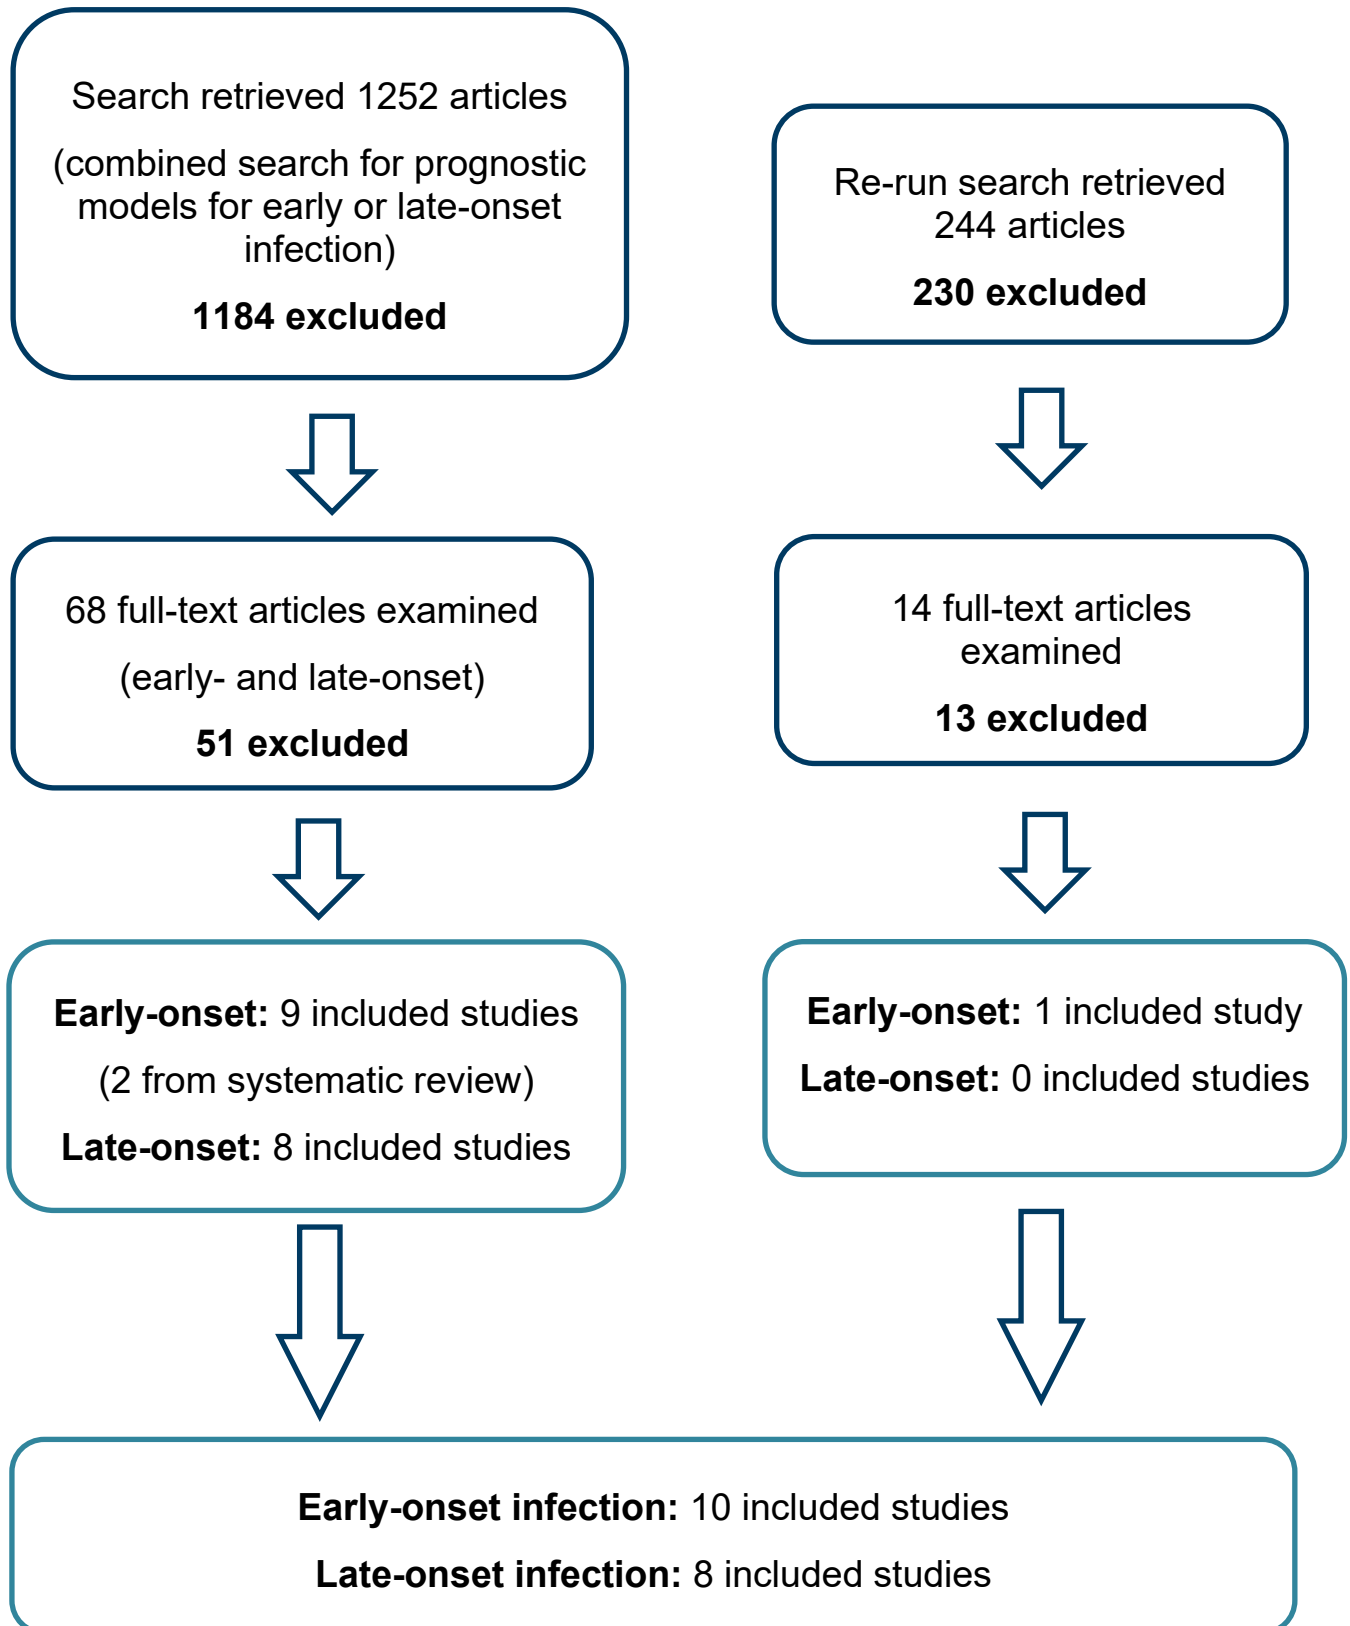 Search retrieved 1252 articles
(combined search for prognostic
models for early or late-onset
infection)
1184 excluded
Re-run search retrieved
244 articles
230 excluded
68 full-text articles examined
(early- and late-onset)
51 excluded
14 full-text articles
examined
13 excluded
Early-onset: 9 included studies
(2 from systematic review)
Late-onset: 8 included studies
Early-onset: 1 included study
Late-onset: 0 included studies
Early-onset infection: 10 included studies
Late-onset infection: 8 included studies